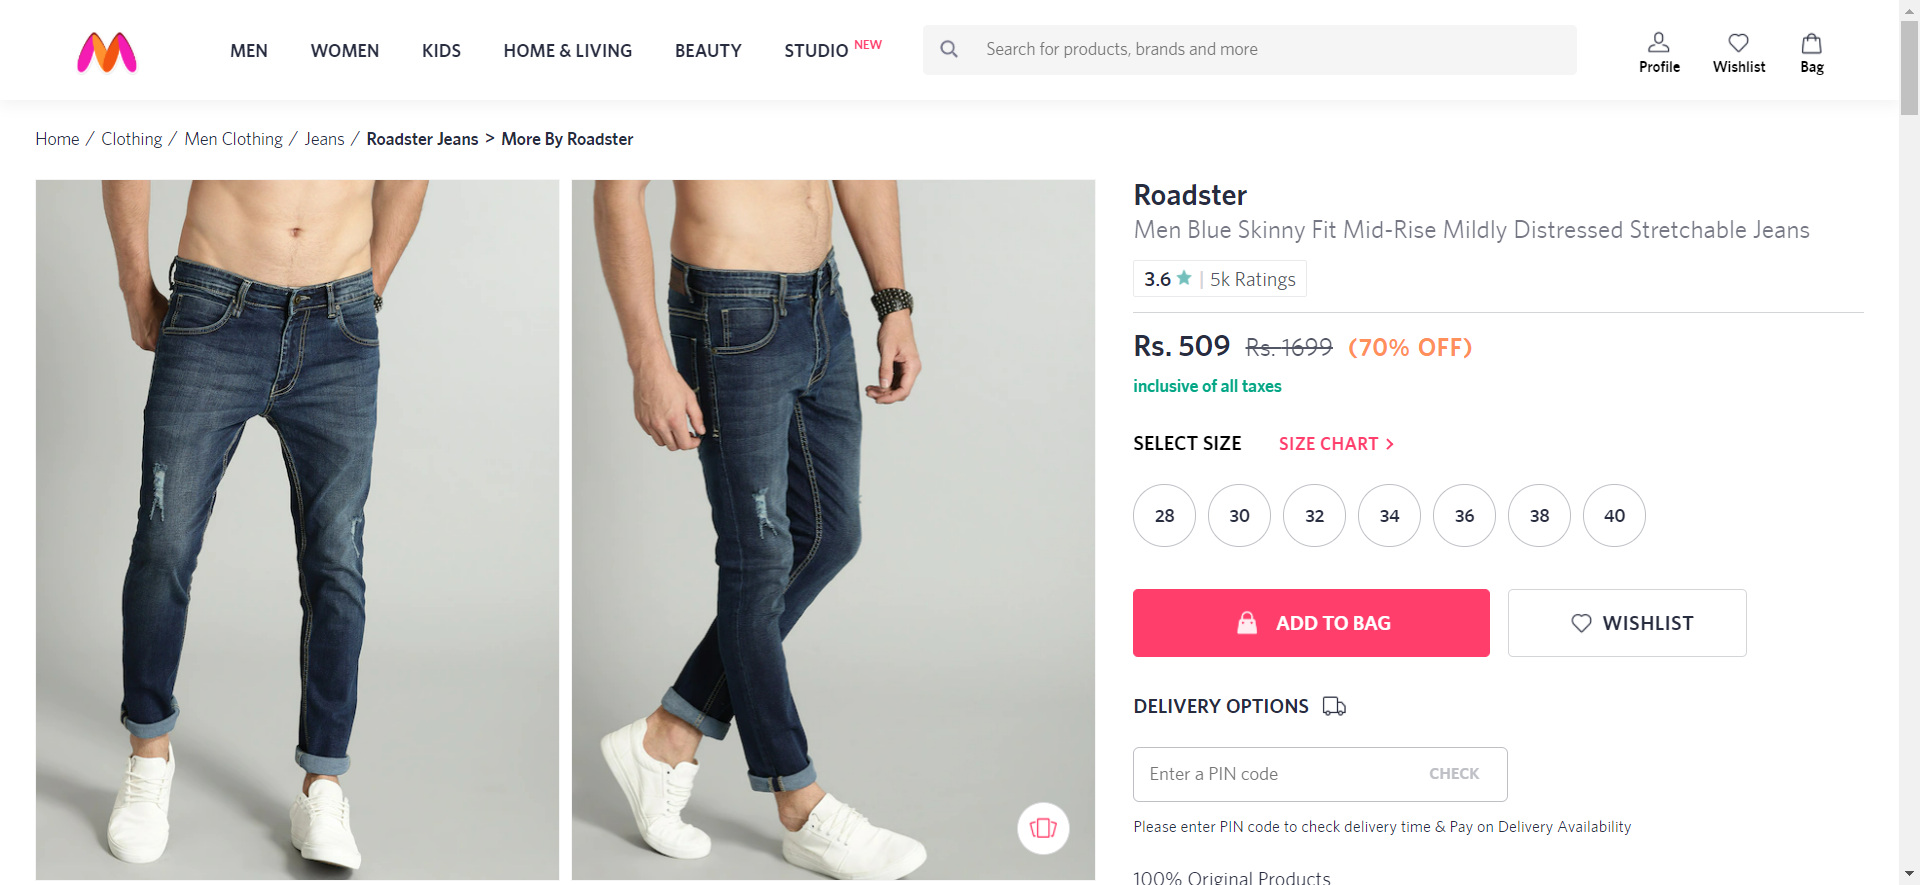 MEN WOMEN KIDS HOME & LIVING BEAUTY STUDIO NEW Search for products, brands and more Profile Wishlist Bag
Home / Clothing / Men Clothing / Jeans / Roadster Jeans > More By Roadster
Roadster
Men Blue Skinny Fit Mid-Rise Mildly Distressed Stretchable Jeans
3.6 ★ | 5k Ratings
Rs. 509 Rs. 1699 (70% OFF)
inclusive of all taxes
SELECT SIZE SIZE CHART >
28 30 32 34 36 38 40
ADD TO BAG WISHLIST
DELIVERY OPTIONS
Enter a PIN code CHECK
Please enter PIN code to check delivery time & Pay on Delivery Availability
100% Original Products